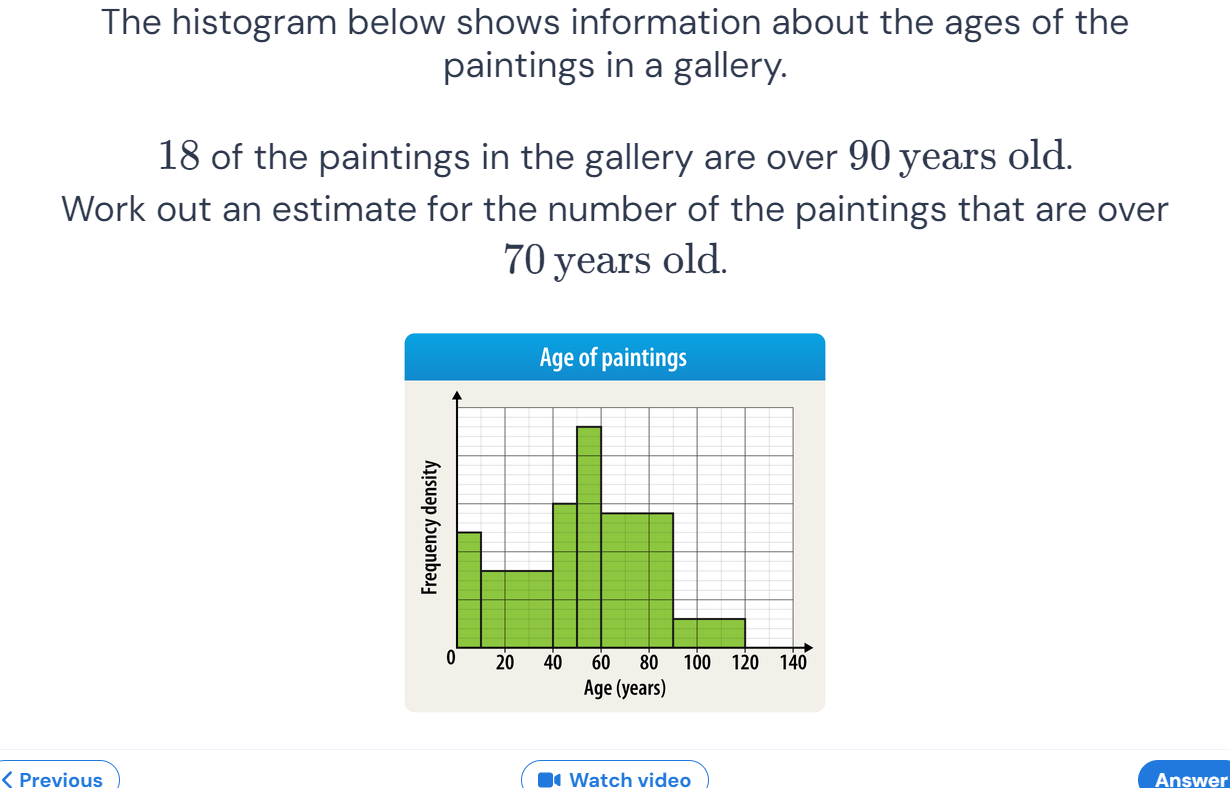 The histogram below shows information about the ages of the
paintings in a gallery.
18 of the paintings in the gallery are over 90 years old.
Work out an estimate for the number of the paintings that are over
70 years old.
Age of paintings
Frequency density
0 20 40 60 80 100 120 140
Age (years)
Previous
Watch video
Answer